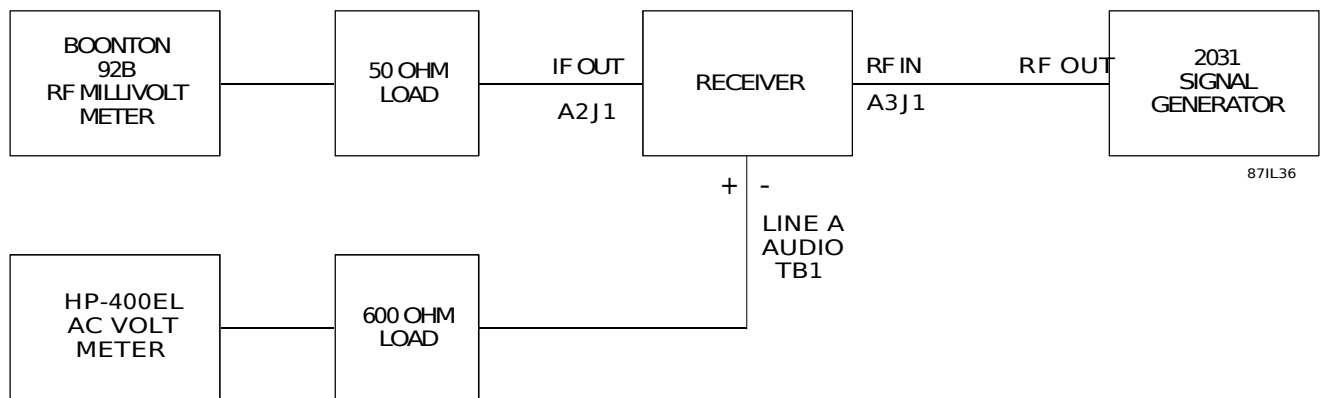 BOONTON
92B
RF MILLIVOLT
METER
50 OHM
LOAD
IF OUT
A2J1
RECEIVER
RF IN
A3J1
RF OUT
2031
SIGNAL
GENERATOR
87IL36
+ -
LINE A
AUDIO
TB1
HP-400EL
AC VOLT
METER
600 OHM
LOAD